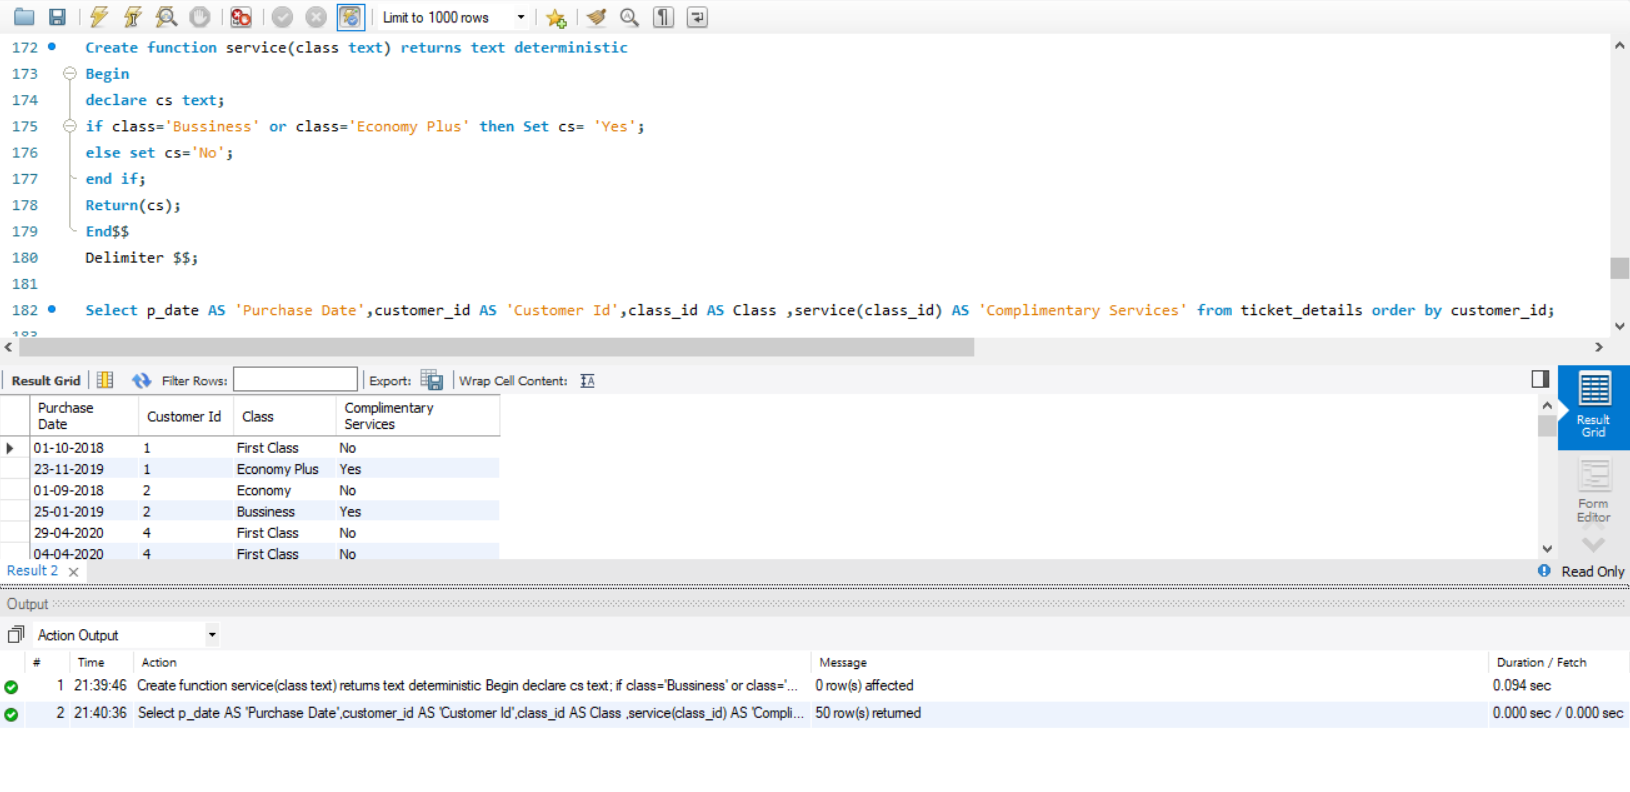 Limit to 1000 rows
172 Create function service(class text) returns text deterministic
173 Begin
174 declare cs text;
175 if class='Bussiness' or class='Economy Plus' then Set cs= 'Yes';
176 else set cs='No';
177 end if;
178 Return(cs);
179 End$$
180 Delimiter $$;
181
182 Select p_date AS 'Purchase Date',customer_id AS 'Customer Id',class_id AS Class ,service(class_id) AS 'Complimentary Services' from ticket_details order by customer_id;
183
Result Grid Filter Rows: Export: Wrap Cell Content: IA
Purchase Date Customer Id Class Complimentary Services
01-10-2018 1 First Class No
23-11-2019 1 Economy Plus Yes
01-09-2018 2 Economy No
25-01-2019 2 Bussiness Yes
29-04-2020 4 First Class No
04-04-2020 4 First Class No
Result Grid
Form Editor
Result 2 Read Only
Output
Action Output
# Time Action Message Duration / Fetch
1 21:39:46 Create function service(class text) returns text deterministic Begin declare cs text; if class='Bussiness' or class='... 0 row(s) affected 0.094 sec
2 21:40:36 Select p_date AS 'Purchase Date',customer_id AS 'Customer Id',class_id AS Class ,service(class_id) AS 'Compli... 50 row(s) returned 0.000 sec / 0.000 sec